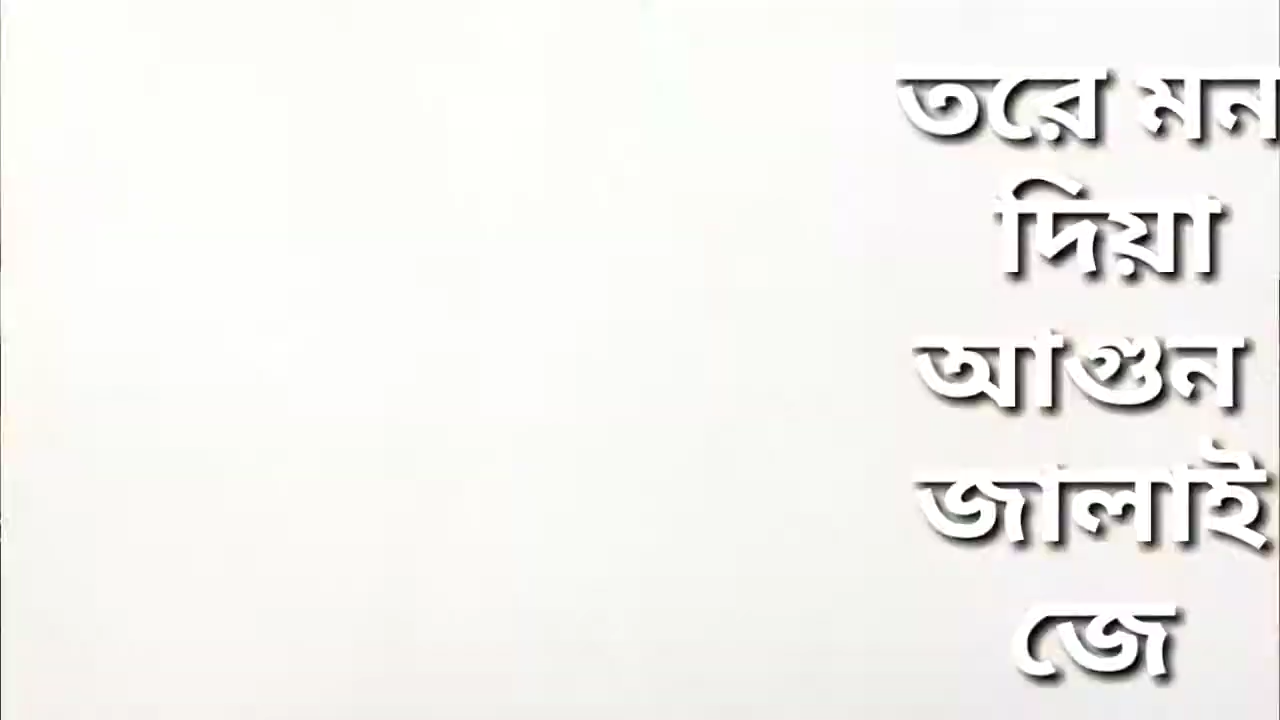 তরে মন
দিয়া
আগুন
জালাই
জে